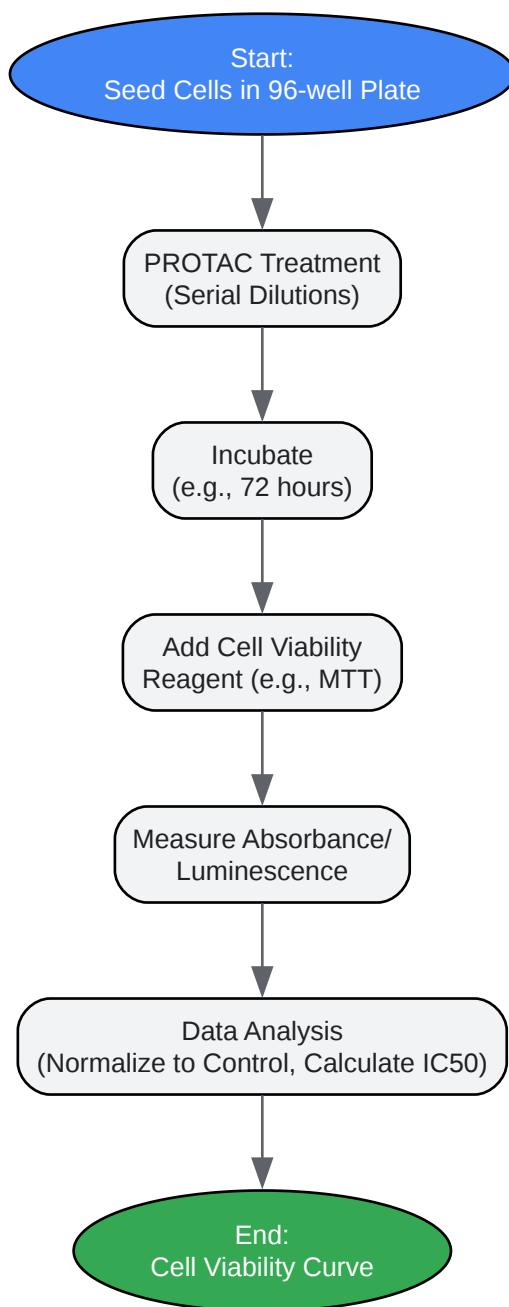 Start:
Seed Cells in 96-well Plate
PROTAC Treatment
(Serial Dilutions)
Incubate
(e.g., 72 hours)
Add Cell Viability
Reagent (e.g., MTT)
Measure Absorbance/
Luminescence
Data Analysis
(Normalize to Control, Calculate IC50)
End:
Cell Viability Curve